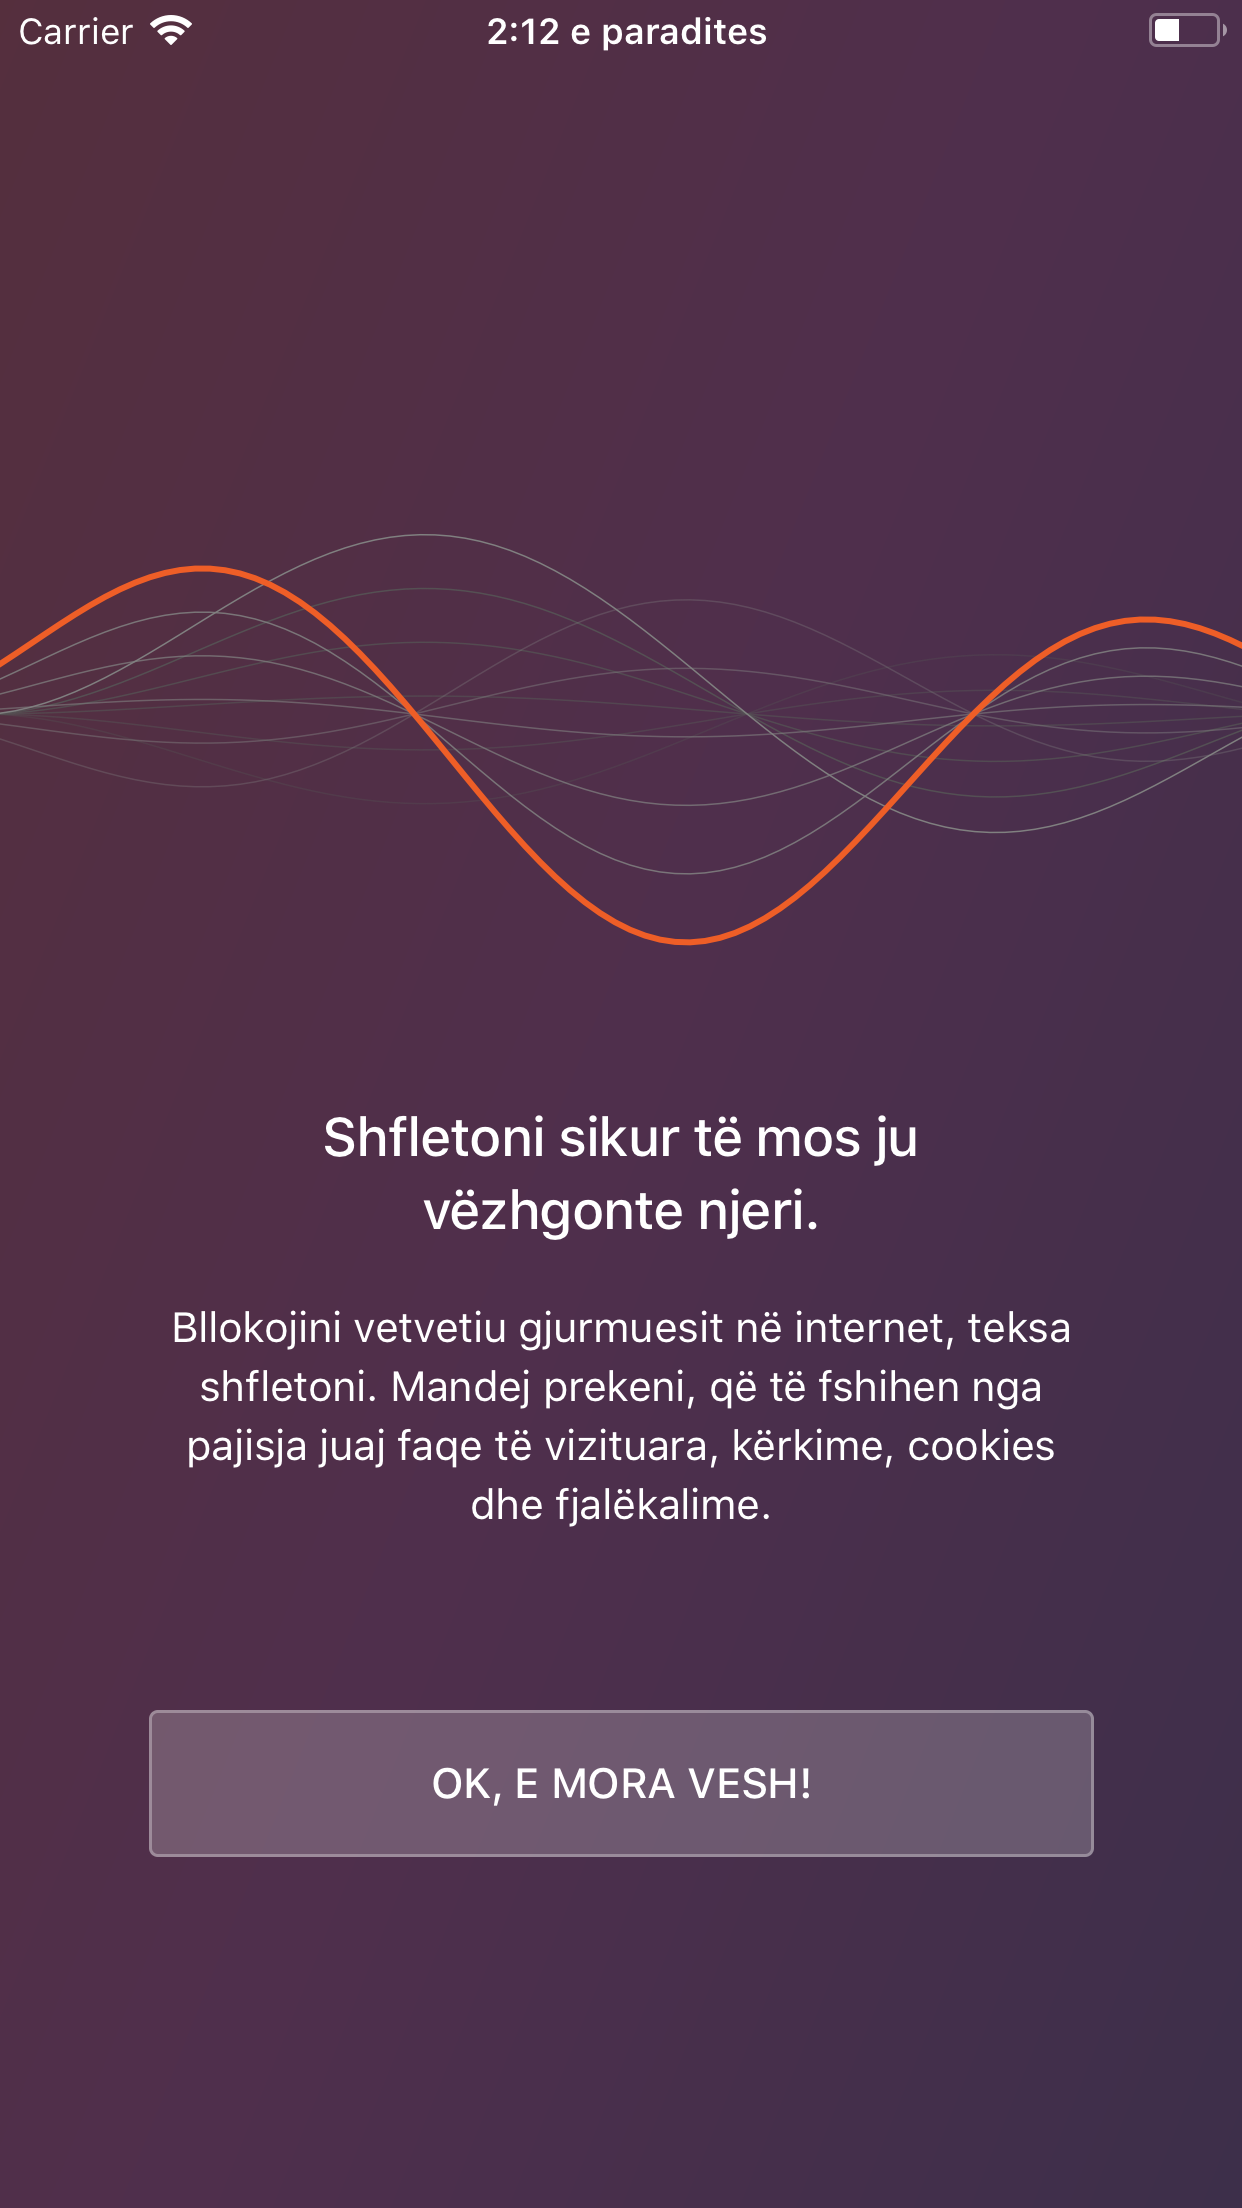 Carrier 2:12 e paradites
Shfletoni sikur të mos ju
vëzhgonte njeri.
Bllokojini vetvetiu gjurmuesit në internet, teksa
shfletoni. Mandej prekeni, që të fshihen nga
pajisja juaj faqe të vizituara, kërkime, cookies
dhe fjalëkalime.
OK, E MORA VESH!